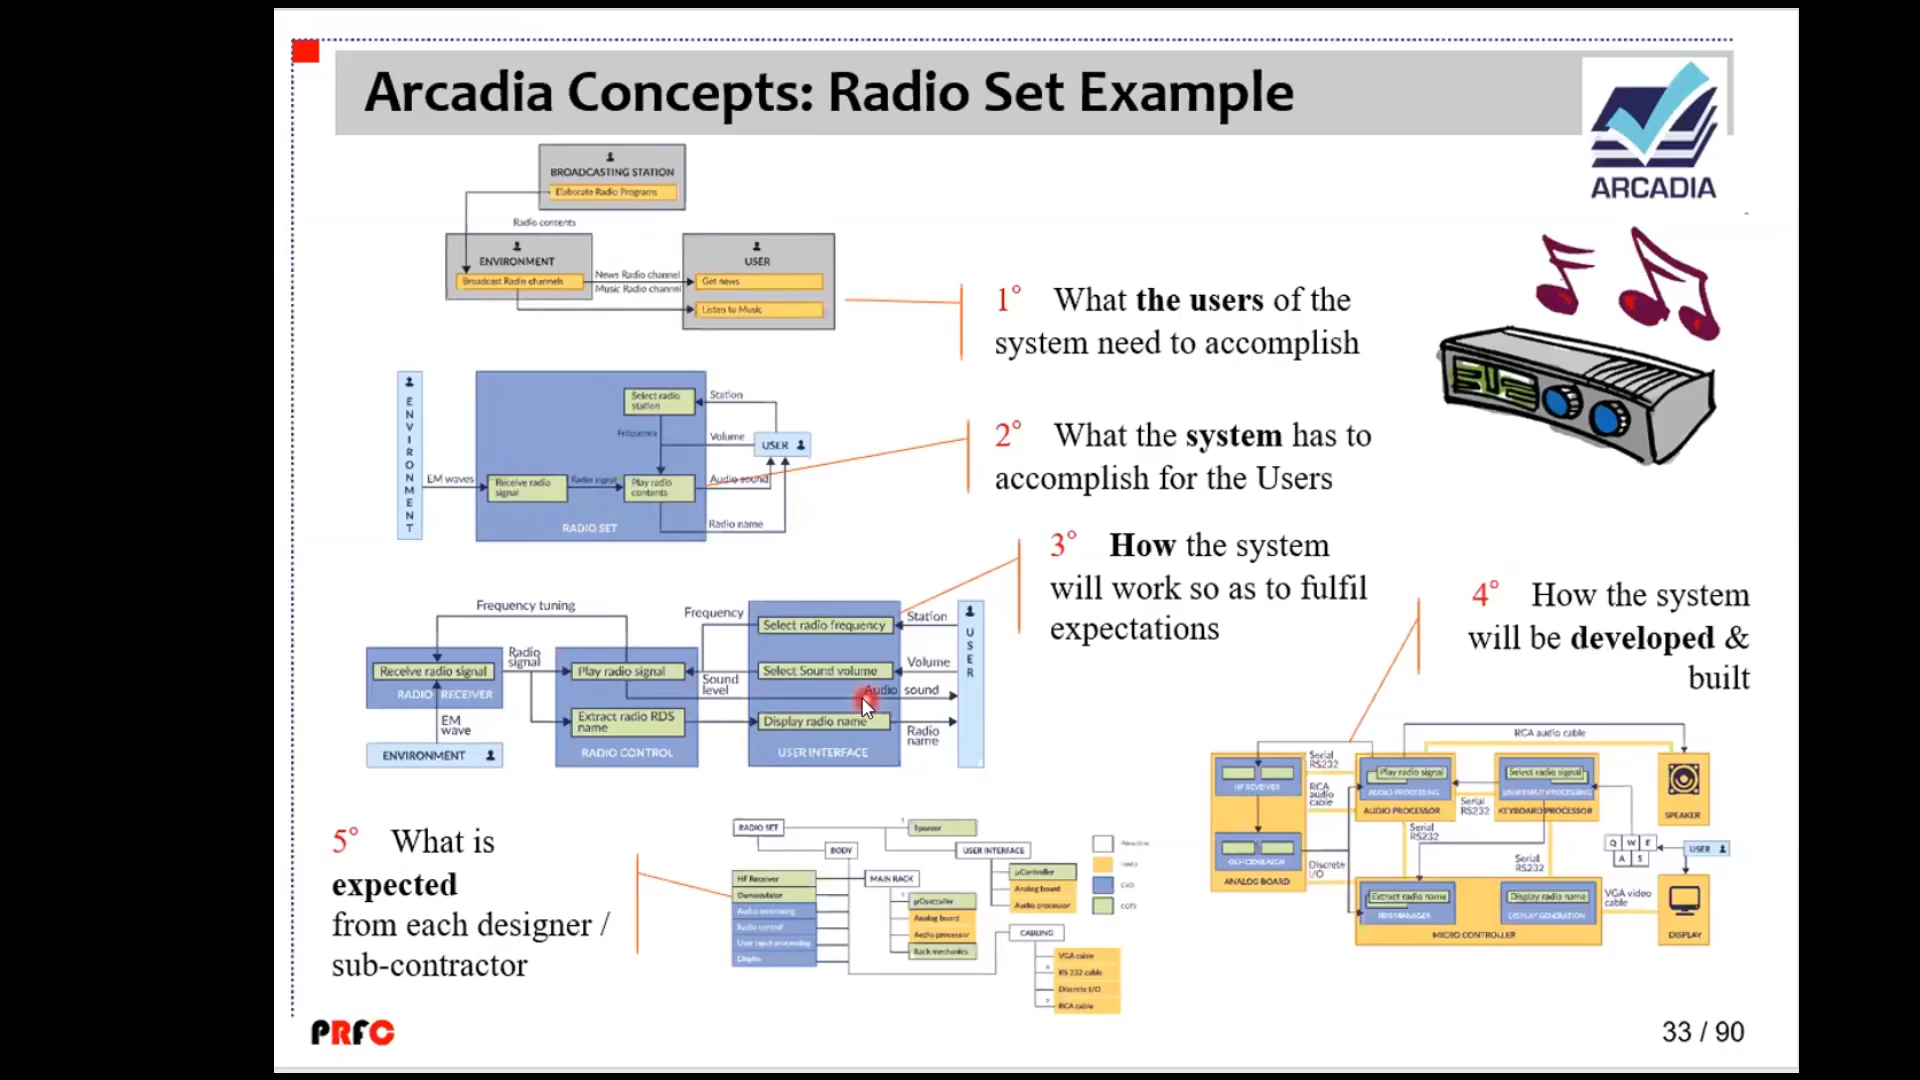 Arcadia Concepts: Radio Set Example
ARCADIA
BROADCASTING STATION
Elaborate Radio Programs
Radio contents
ENVIRONMENT
Broadcast Radio channels
News Radio channel
Music Radio channel
USER
Get news
Listen to Music
1° What the users of the
system need to accomplish
ENVIRONMENT
EM waves
Receive radio
signal
Radio signal
Select radio
station
Frequency
Play radio
contents
RADIO SET
Station
Volume
USER
Audio sound
Radio name
2° What the system has to
accomplish for the Users
Frequency tuning
Receive radio signal
RADIO RECEIVER
EM
wave
ENVIRONMENT
Radio
signal
Play radio signal
Extract radio RDS
name
RADIO CONTROL
Frequency
Sound
level
Select radio frequency
Select Sound volume
Display radio name
USER INTERFACE
Station
Volume
Audio sound
Radio
name
USER
3° How the system
will work so as to fulfil
expectations
4° How the system
will be developed &
built
RCA audio cable
Serial
RS232
RCA
audio
cable
HF REVEIVER
DEMODULATOR
ANALOG BOARD
Discrete
I/O
Play radio signal
AUDIO PROCESSING
AUDIO PROCESSOR
Serial
RS232
Select radio signal
USER INPUT PROCESSING
KEYBOARD PROCESSOR
Serial
RS232
Serial
RS232
SPEAKER
Q W E
A S
USER
Extract radio name
RDS MANAGER
Display radio name
DISPLAY GENERATION
MICRO CONTROLLER
VGA video
cable
DISPLAY
5° What is
expected
from each designer /
sub-contractor
RADIO SET
BODY
USER INTERFACE
HF Receiver
Demodulator
Audio processing
Radio control
User input processing
Display
MAIN RACK
µController
Analog board
Audio processor
Rack mechanics
µController
Analog board
Audio processor
CABLING
VGA cable
RS 232 cable
Discrete I/O
RCA cable
COTS
PRFC
33 / 90